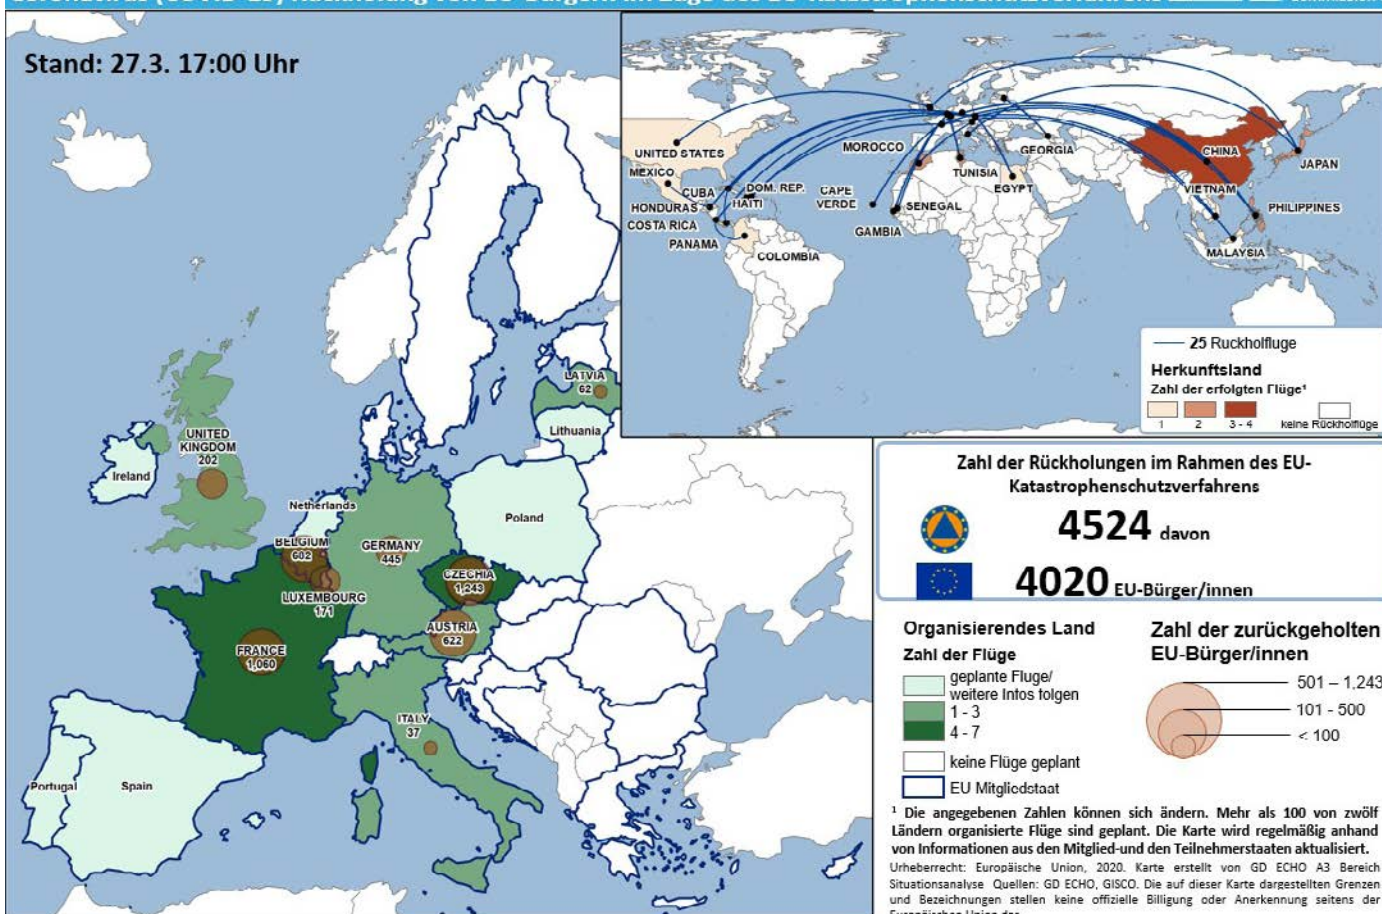 Stand: 27.3. 17:00 Uhr
UNITED STATES
MEXICO
CUBA
DOM. REP.
HAITI
HONDURAS
COSTA RICA
PANAMA
COLOMBIA
CAPE
VERDE
MOROCCO
TUNISIA
EGYPT
GEORGIA
SENEGAL
GAMBIA
CHINA
JAPAN
VIETNAM
PHILIPPINES
MALAYSIA
25 Ruckholfluge
Herkunftsland
Zahl der erfolgten Flüge¹
1 2 3 - 4 keine Rückholflüge
LATVIA
62
Lithuania
UNITED
KINGDOM
202
Ireland
Netherlands
BELGIUM
602
GERMANY
445
Poland
LUXEMBOURG
171
CZECHIA
1,243
AUSTRIA
622
FRANCE
1,060
ITALY
37
Portugal
Spain
Zahl der Rückholungen im Rahmen des EU-
Katastrophenschutzverfahrens
4524 davon
4020 EU-Bürger/innen
Organisierendes Land
Zahl der Flüge
geplante Fluge/
weitere Infos folgen
1 - 3
4 - 7
keine Flüge geplant
EU Mitgliedstaat
Zahl der zurückgeholten
EU-Bürger/innen
501 – 1,243
101 - 500
< 100
¹ Die angegebenen Zahlen können sich ändern. Mehr als 100 von zwölf
Ländern organisierte Flüge sind geplant. Die Karte wird regelmäßig anhand
von Informationen aus den Mitglied-und den Teilnehmerstaaten aktualisiert.
Urheberrecht: Europäische Union, 2020. Karte erstellt von GD ECHO A3 Bereich
Situationsanalyse Quellen: GD ECHO, GISCO. Die auf dieser Karte dargestellten Grenzen
und Bezeichnungen stellen keine offizielle Billigung oder Anerkennung seitens der